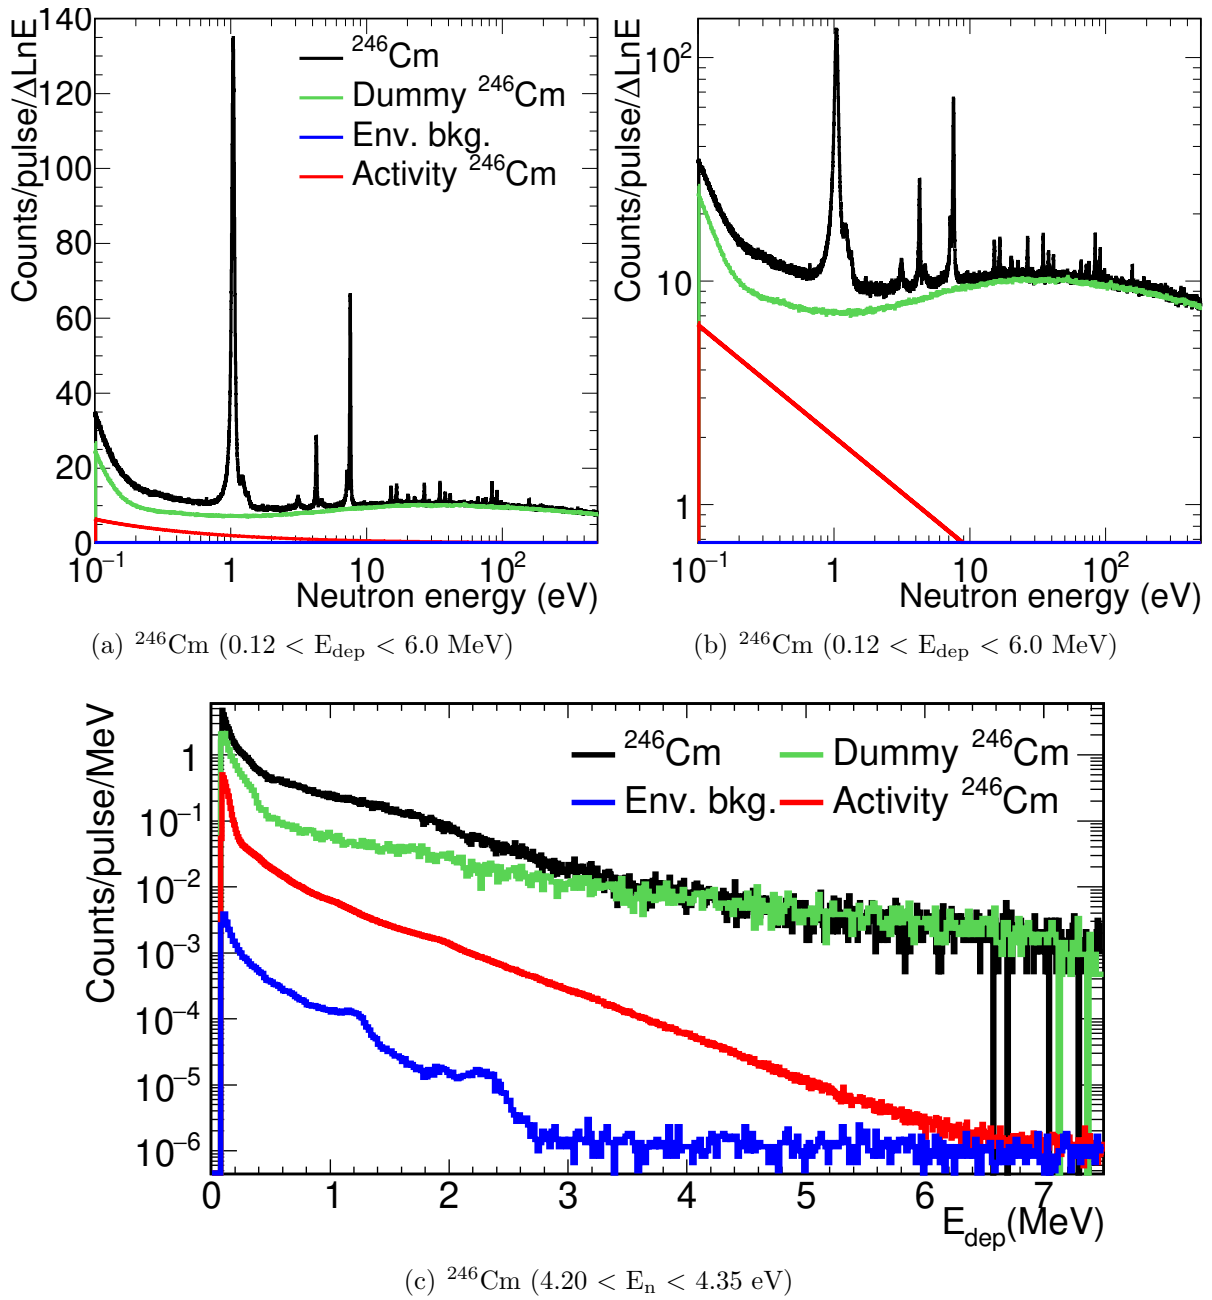 Counts/pulse/ΔLnE
140
120
100
80
60
40
20
0
²⁴⁶Cm
Dummy ²⁴⁶Cm
Env. bkg.
Activity ²⁴⁶Cm
10⁻¹ 1 10 10²
Neutron energy (eV)
(a) ²⁴⁶Cm (0.12 < E_dep < 6.0 MeV)
Counts/pulse/ΔLnE
10²
10
1
10⁻¹ 1 10 10²
Neutron energy (eV)
(b) ²⁴⁶Cm (0.12 < E_dep < 6.0 MeV)
Counts/pulse/MeV
1
10⁻¹
10⁻²
10⁻³
10⁻⁴
10⁻⁵
10⁻⁶
²⁴⁶Cm Dummy ²⁴⁶Cm
Env. bkg. Activity ²⁴⁶Cm
0 1 2 3 4 5 6 7
E_dep(MeV)
(c) ²⁴⁶Cm (4.20 < E_n < 4.35 eV)